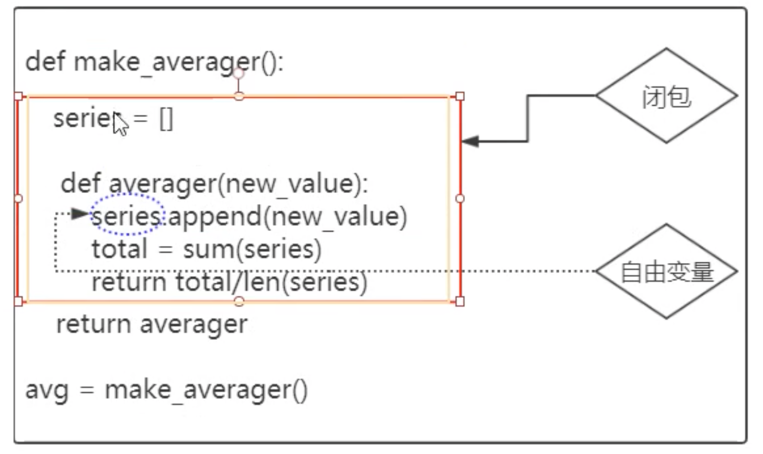 def make_averager():
series = []
闭包
def averager(new_value):
series.append(new_value)
total = sum(series)
自由变量
return total/len(series)
return averager
avg = make_averager()